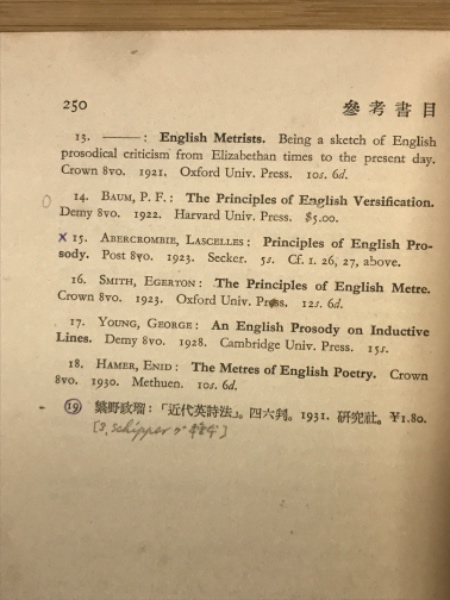 250 參考書目
13. ———: English Metrists. Being a sketch of English
prosodical criticism from Elizabethan times to the present day.
Crown 8vo. 1921. Oxford Univ. Press. 10s. 6d.
14. BAUM, P. F.: The Principles of English Versification.
Demy 8vo. 1922. Harvard Univ. Press. $5.00.
x 15. ABERCROMBIE, LASCELLES: Principles of English Pro-
sody. Post 8vo. 1923. Secker. 5s. Cf. 1. 26, 27, above.
16. SMITH, EGERTON: The Principles of English Metre.
Crown 8vo. 1923. Oxford Univ. Press. 12s. 6d.
17. YOUNG, GEORGE: An English Prosody on Inductive
Lines. Demy 8vo. 1928. Cambridge Univ. Press. 15s.
18. HAMER, ENID: The Metres of English Poetry. Crown
8vo. 1930. Methuen. 10s. 6d.
19 繁野政瑠:「近代英詩法」。四六判。1931. 研究社。¥1.80.
Schipper